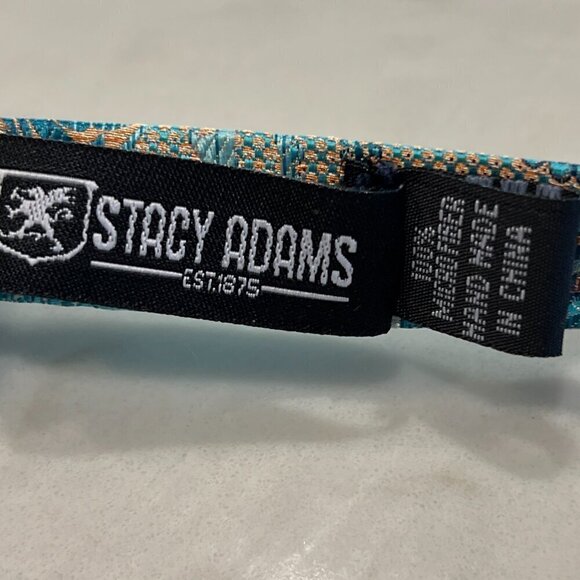 STACY ADAMS
EST.1875
100%
MICROFIBER
HAND MADE
IN CHINA